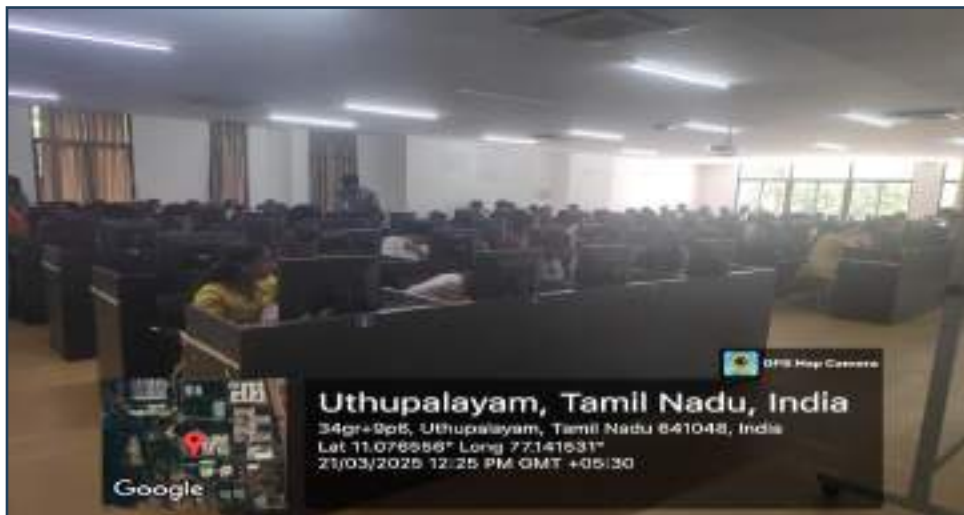 GPS Map Camera
Uthupalayam, Tamil Nadu, India
34gr+9p6, Uthupalayam, Tamil Nadu 641048, India
Lat 11.076556° Long 77.141531°
21/03/2025 12:25 PM GMT +05:30
Google